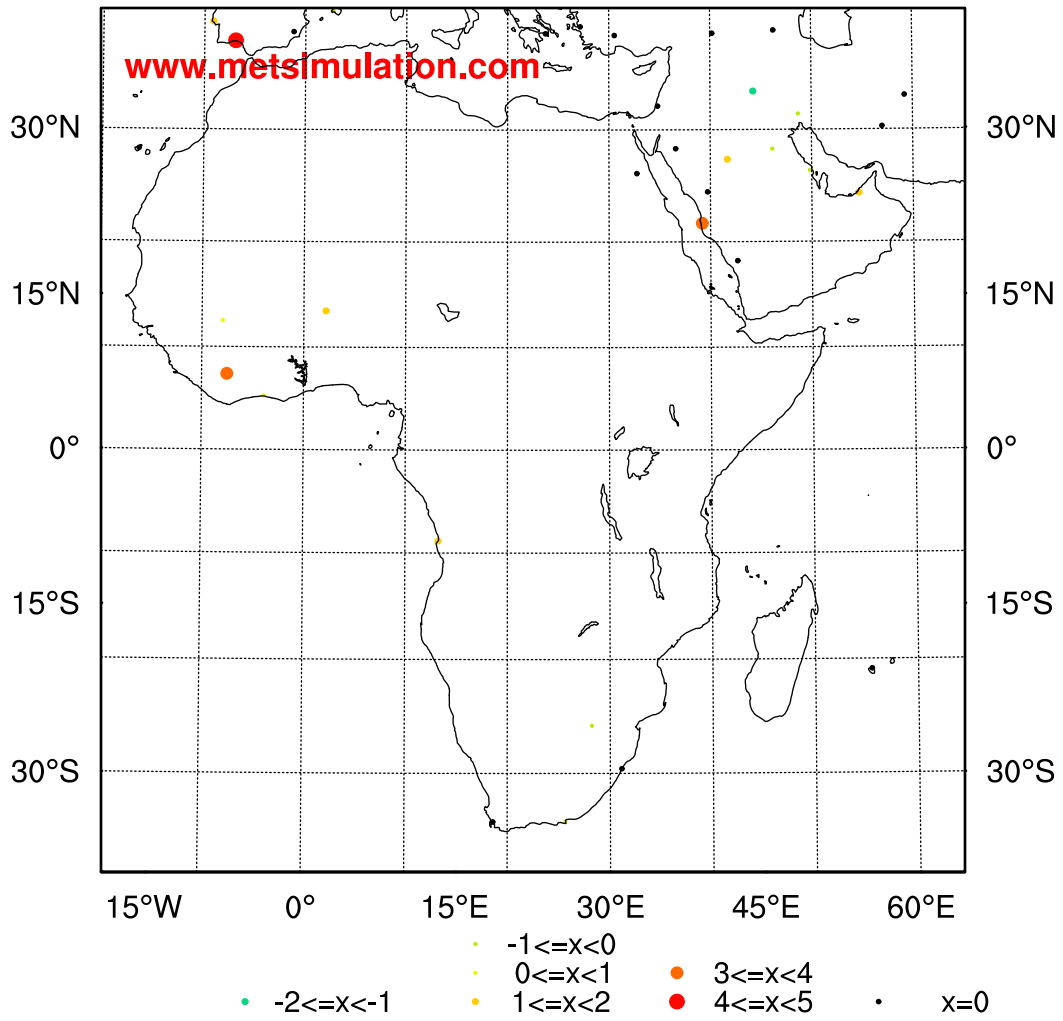 www.metsimulation.com
30°N 30°N
15°N 15°N
0° 0°
15°S 15°S
30°S 30°S
15°W 0° 15°E 30°E 45°E 60°E
-1<=x<0
0<=x<1 3<=x<4
-2<=x<-1 1<=x<2 4<=x<5 x=0